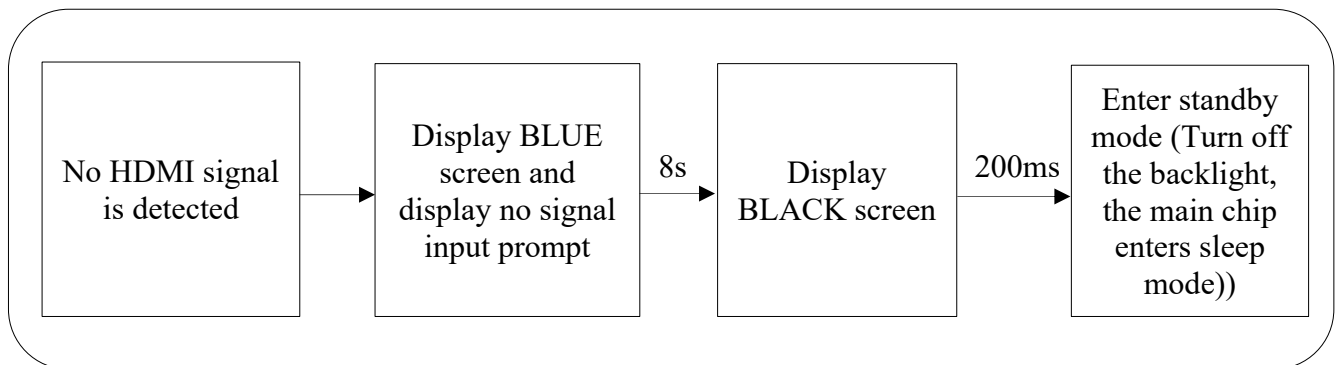 No HDMI signal
is detected
Display BLUE
screen and
display no signal
input prompt
8s
Display
BLACK screen
200ms
Enter standby
mode (Turn off
the backlight,
the main chip
enters sleep
mode))